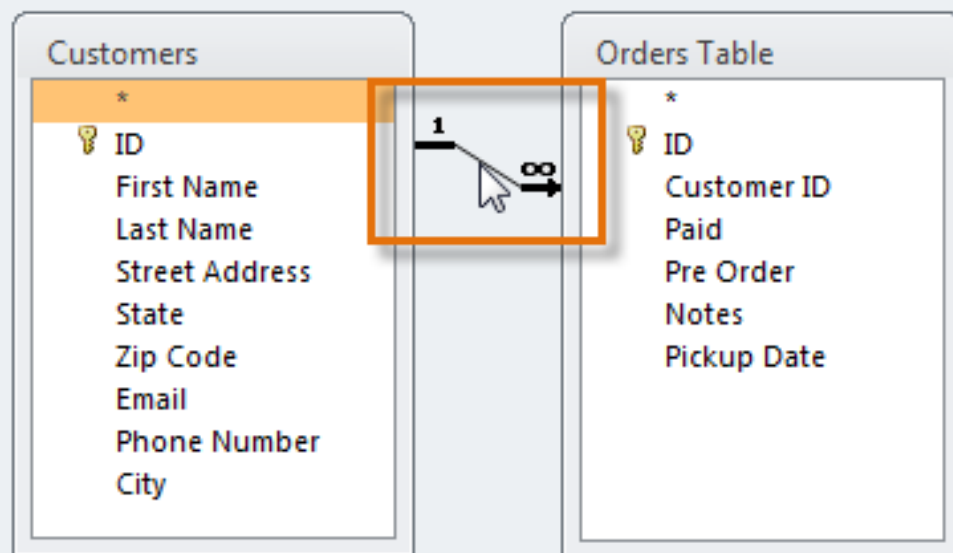 Customers
*
ID
First Name
Last Name
Street Address
State
Zip Code
Email
Phone Number
City
1
∞
Orders Table
*
ID
Customer ID
Paid
Pre Order
Notes
Pickup Date